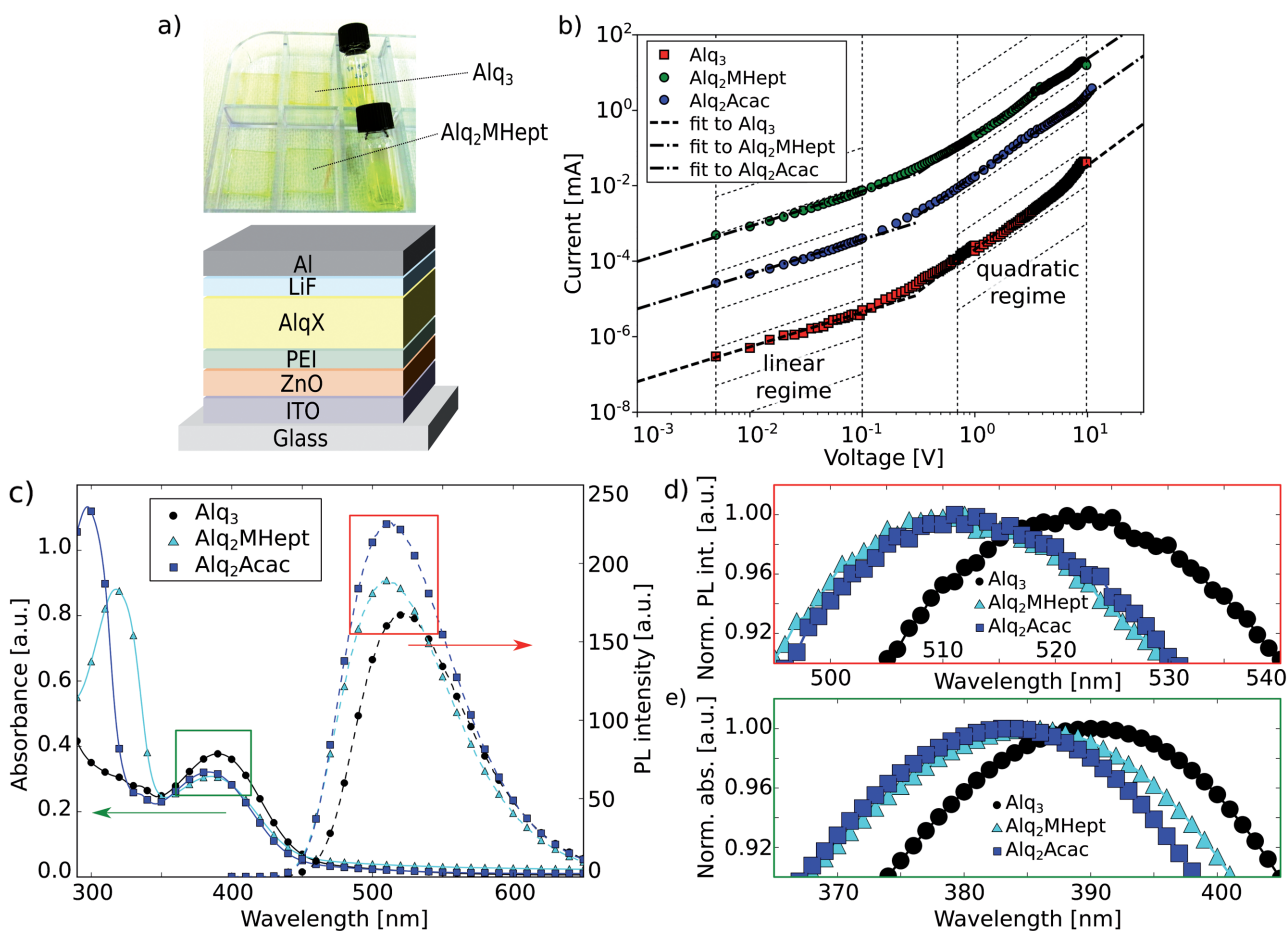 a)
Alq3
Alq2MHept
Al
LiF
AlqX
PEI
ZnO
ITO
Glass
b)
10^2
10^0
10^-2
10^-4
10^-6
10^-8
Current [mA]
Alq3
Alq2MHept
Alq2Acac
fit to Alq3
fit to Alq2MHept
fit to Alq2Acac
linear
regime
quadratic
regime
10^-3
10^-2
10^-1
10^0
10^1
Voltage [V]
c)
Alq3
Alq2MHept
Alq2Acac
1.0
0.8
0.6
0.4
0.2
0.0
Absorbance [a.u.]
250
200
150
100
50
0
PL intensity [a.u.]
300
400
500
600
Wavelength [nm]
d)
1.00
0.96
0.92
Norm. PL int. [a.u.]
Alq3
Alq2MHept
Alq2Acac
510
520
500
530
540
Wavelength [nm]
e)
1.00
0.96
0.92
Norm. abs. [a.u.]
Alq3
Alq2MHept
Alq2Acac
370
380
390
400
Wavelength [nm]